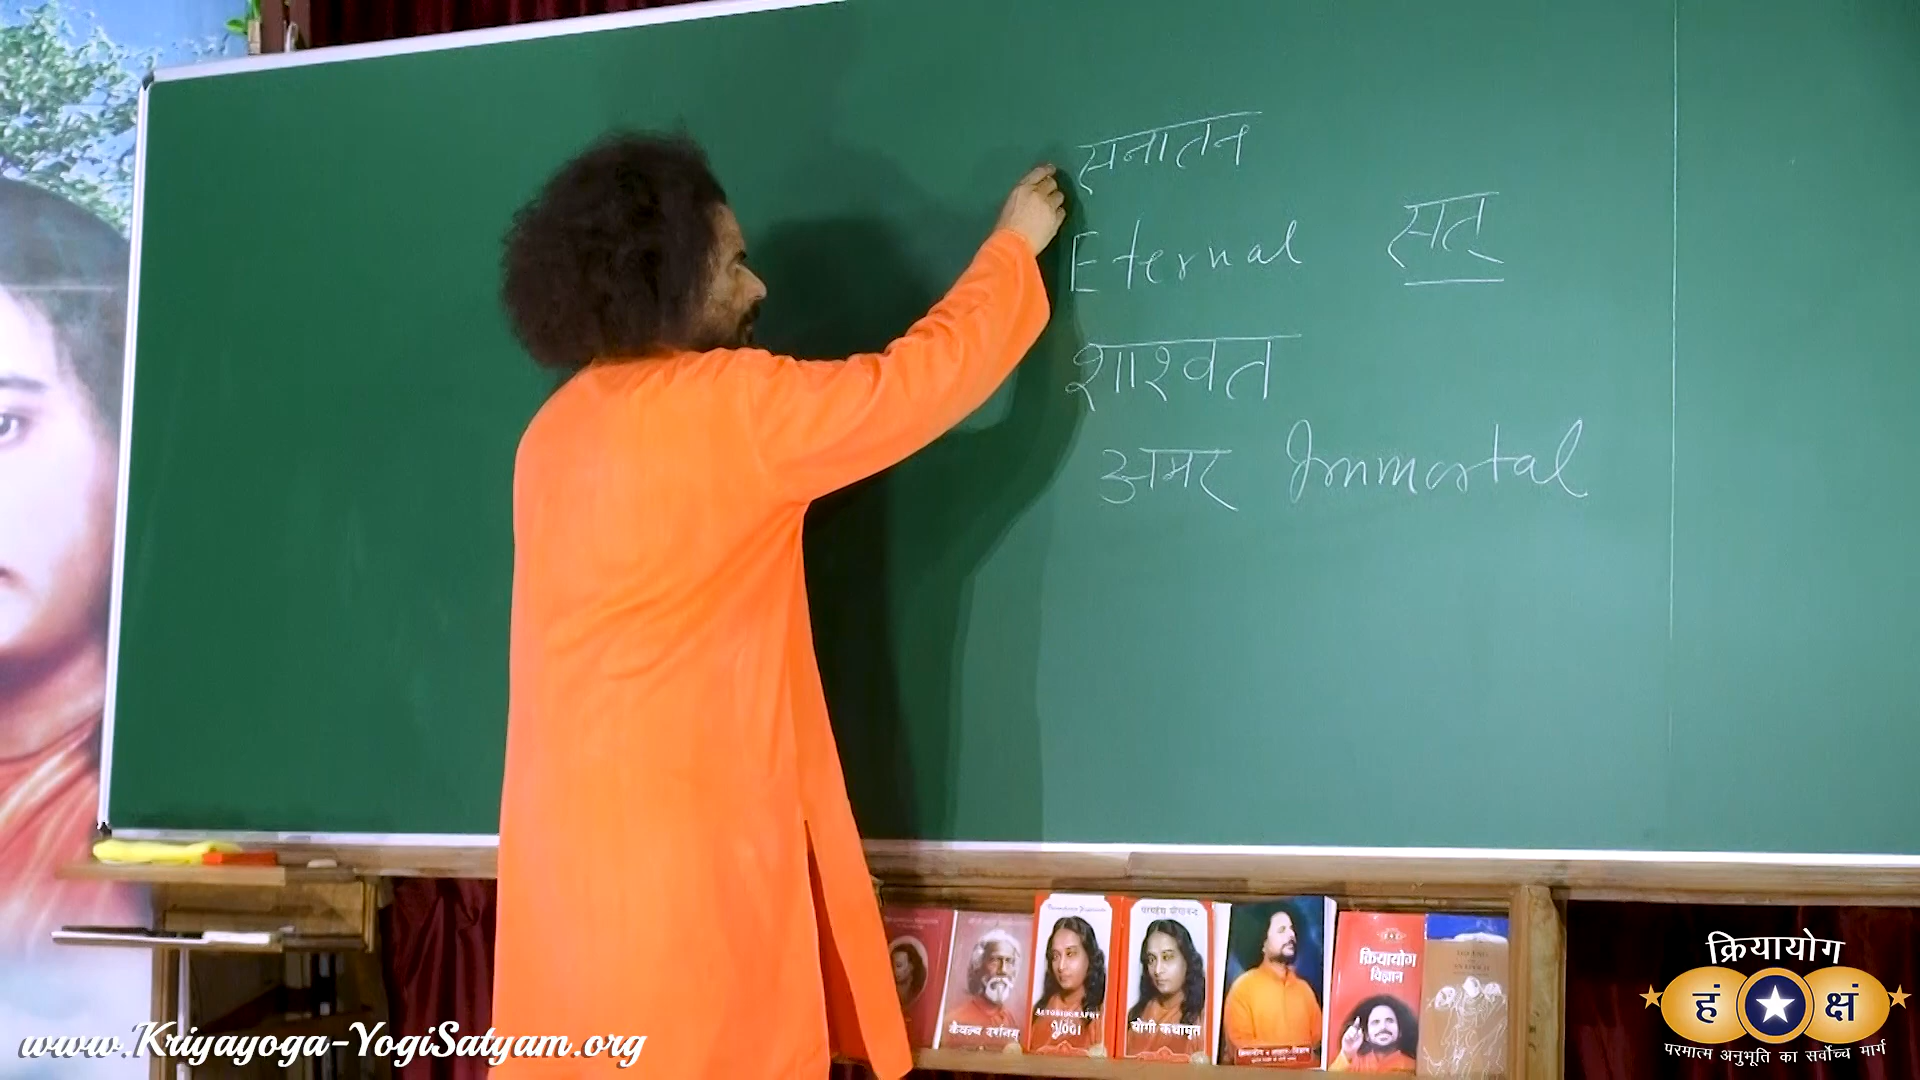 सनातन
Eternal सत्
शाश्वत
अमर Immortal
कैवल्य दर्शनम्
AUTOBIOGRAPHY
YOGI
योगी कथामृत
क्रियायोग
विज्ञान
क्रियायोग
हं क्षं
परमात्म अनुभूति का सर्वोच्च मार्ग
www.Kriyayoga-YogiSatyam.org